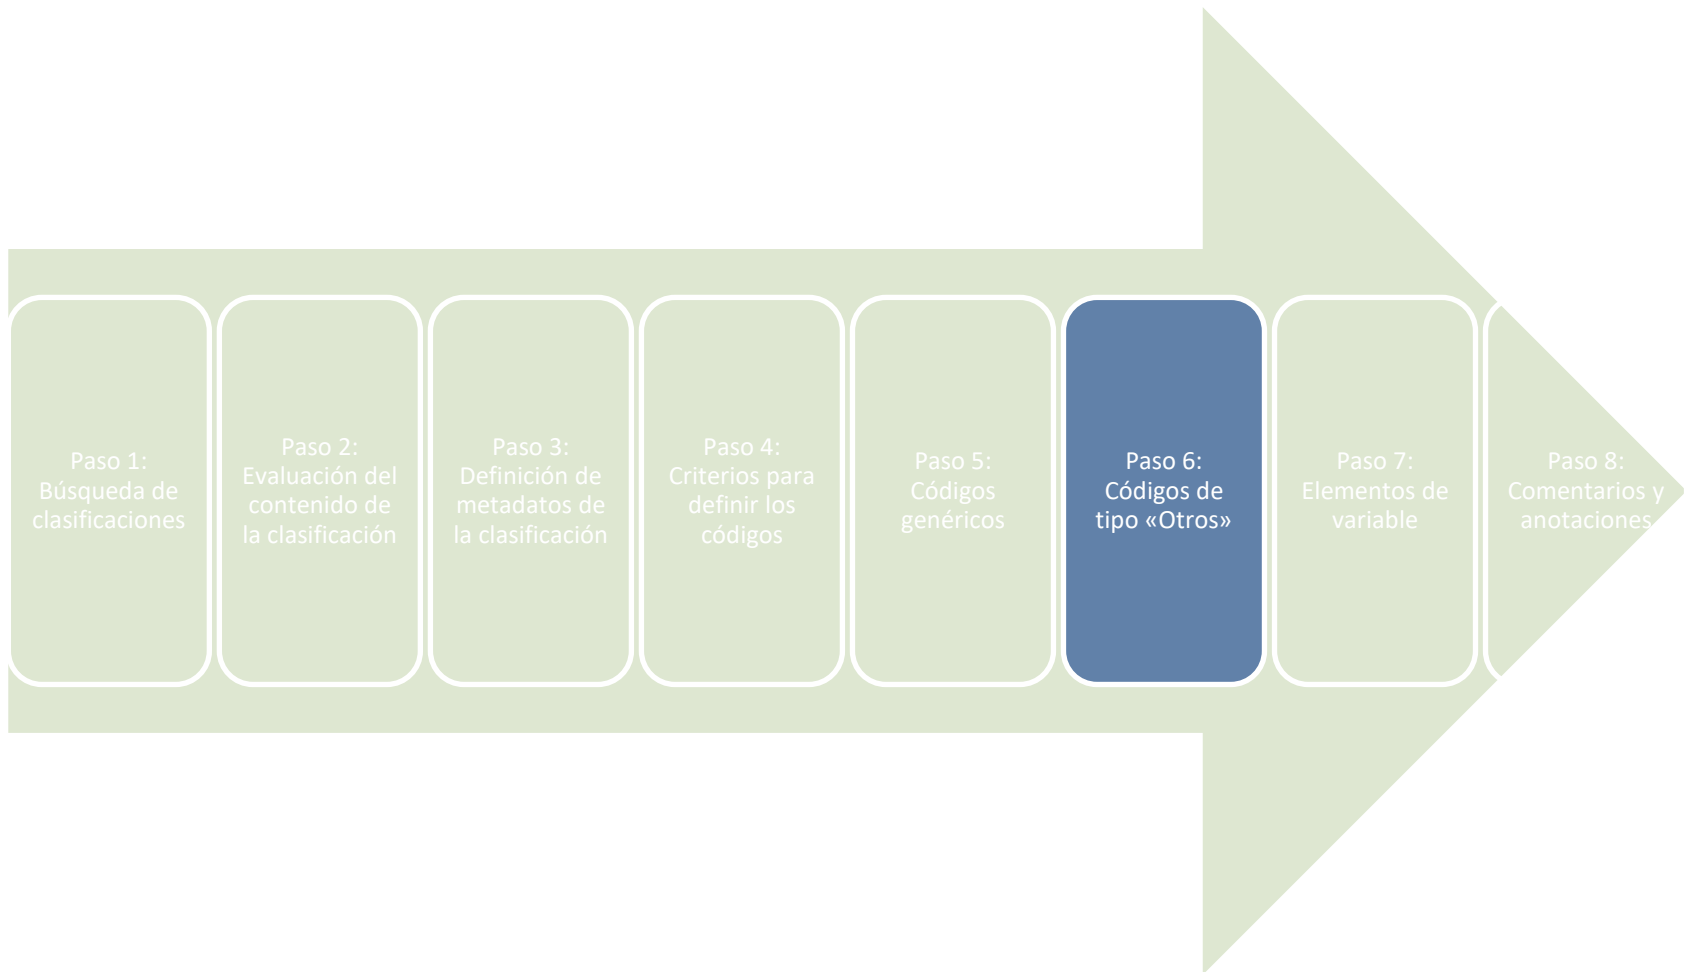 Paso 1:
Búsqueda de
clasificaciones
Paso 2:
Evaluación del
contenido de
la clasificación
Paso 3:
Definición de
metadatos de
la clasificación
Paso 4:
Criterios para
definir los
códigos
Paso 5:
Códigos
genéricos
Paso 6:
Códigos de
tipo «Otros»
Paso 7:
Elementos de
variable
Paso 8:
Comentarios y
anotaciones